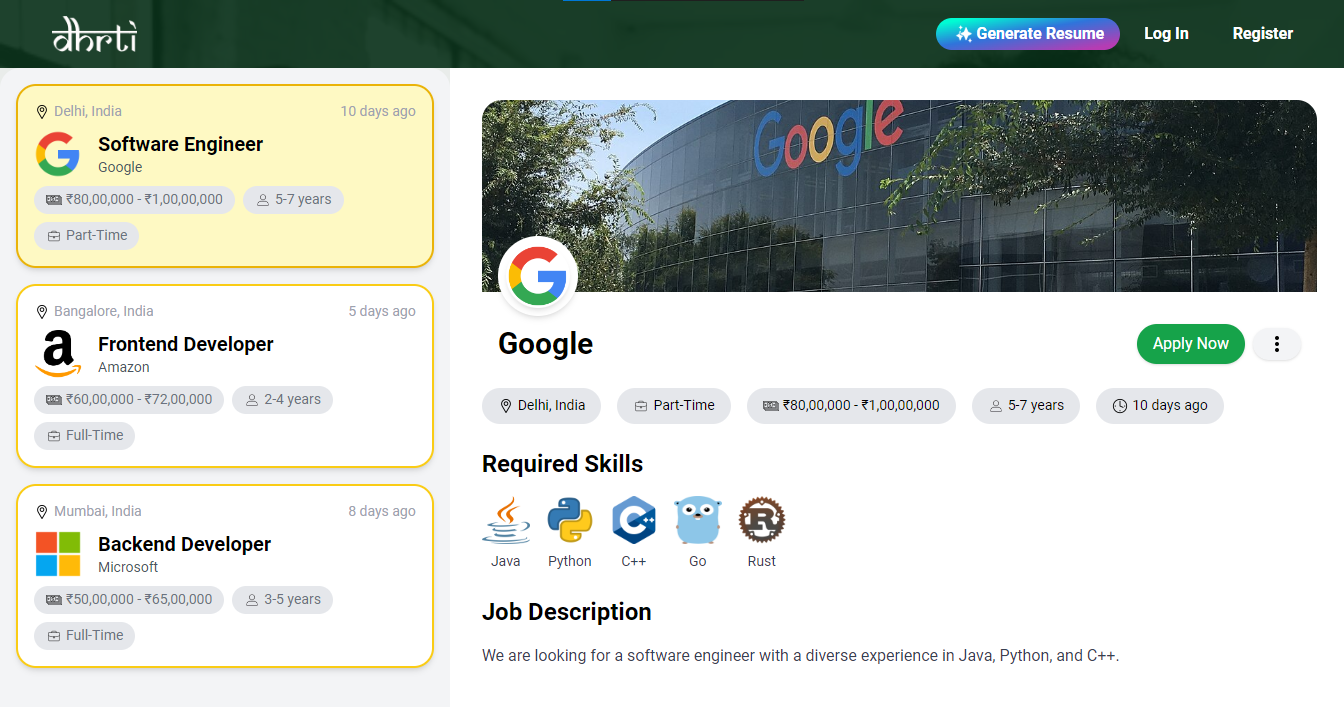 dhrti
Generate Resume
Log In
Register
Delhi, India
10 days ago
Software Engineer
Google
₹80,00,000 - ₹1,00,00,000
5-7 years
Part-Time
Bangalore, India
5 days ago
Frontend Developer
Amazon
₹60,00,000 - ₹72,00,000
2-4 years
Full-Time
Mumbai, India
8 days ago
Backend Developer
Microsoft
₹50,00,000 - ₹65,00,000
3-5 years
Full-Time
Google
Google
Apply Now
Delhi, India
Part-Time
₹80,00,000 - ₹1,00,00,000
5-7 years
10 days ago
Required Skills
Java
Python
C++
Go
Rust
Job Description
We are looking for a software engineer with a diverse experience in Java, Python, and C++.